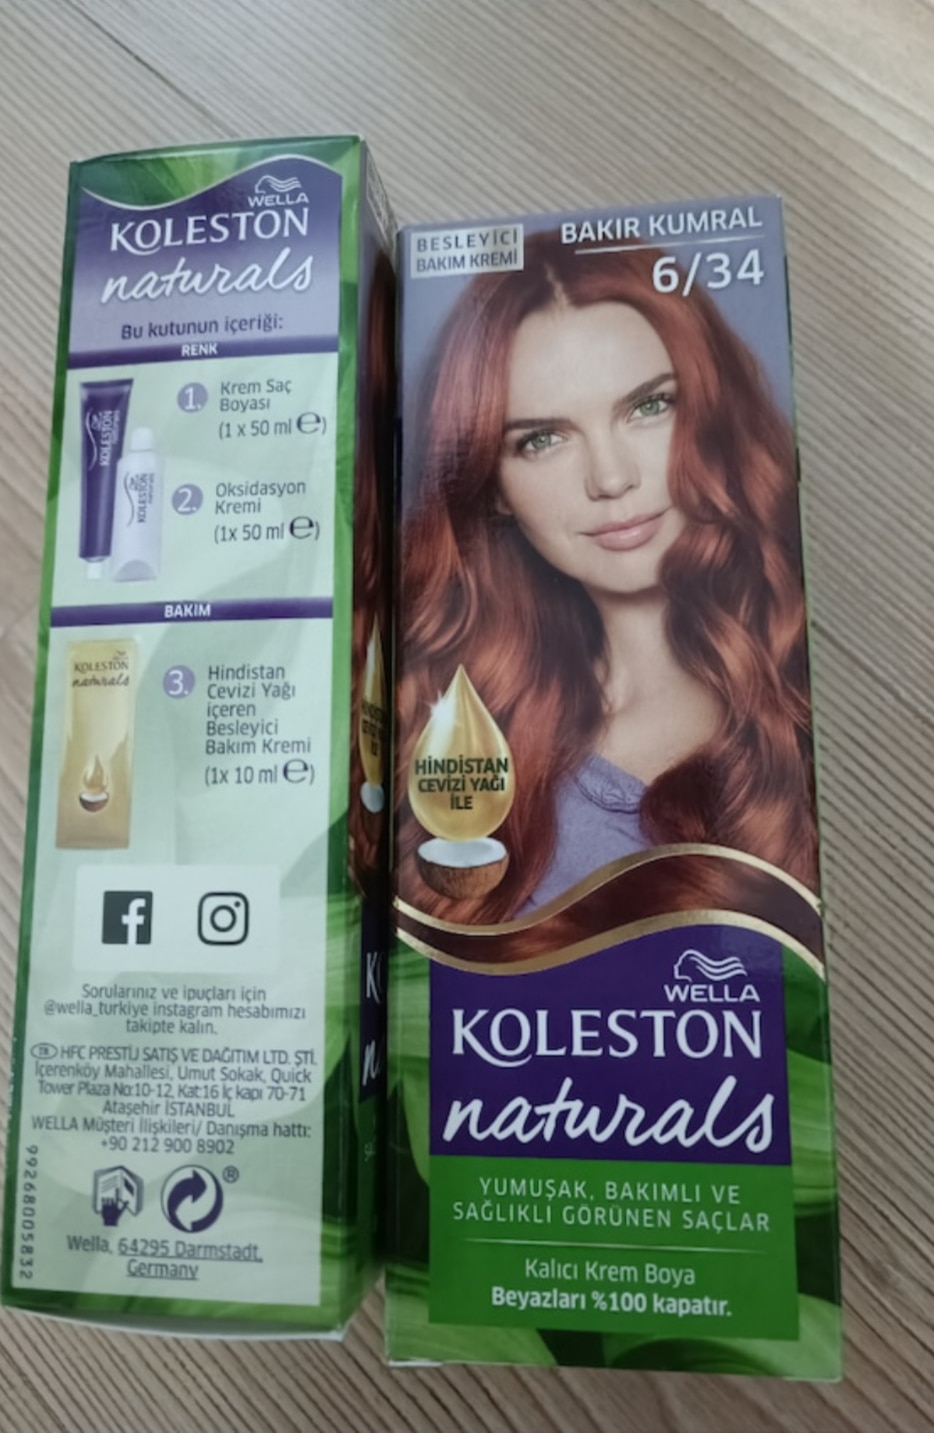 WELLA
KOLESTON
naturals
Bu kutunun içeriği:
RENK
1.
Krem Saç
Boyası
(1 x 50 ml ℮)
2.
Oksidasyon
Kremi
(1x 50 ml ℮)
BAKIM
KOLESTON
naturals
3.
Hindistan
Cevizi Yağı
içeren
Besleyici
Bakım Kremi
(1x 10 ml ℮)
Sorularınız ve ipuçları için
@wella_turkiye instagram hesabımızı
takipte kalın.
TR HFC PRESTİJ SATIŞ VE DAĞITIM LTD. ŞTİ.
İçerenköy Mahallesi, Umut Sokak, Quick
Tower Plaza No:10-12, Kat:16 İç kapı 70-71
Ataşehir İSTANBUL
WELLA Müşteri İlişkileri/ Danışma hattı:
+90 212 900 8902
®
Wella, 64295 Darmstadt,
Germany
99268005832
BESLEYİCİ
BAKIM KREMİ
BAKIR KUMRAL
6/34
HİNDİSTAN
CEVİZİ YAĞI
İLE
WELLA
KOLESTON
naturals
YUMUŞAK, BAKIMLI VE
SAĞLIKLI GÖRÜNEN SAÇLAR
Kalıcı Krem Boya
Beyazları %100 kapatır.